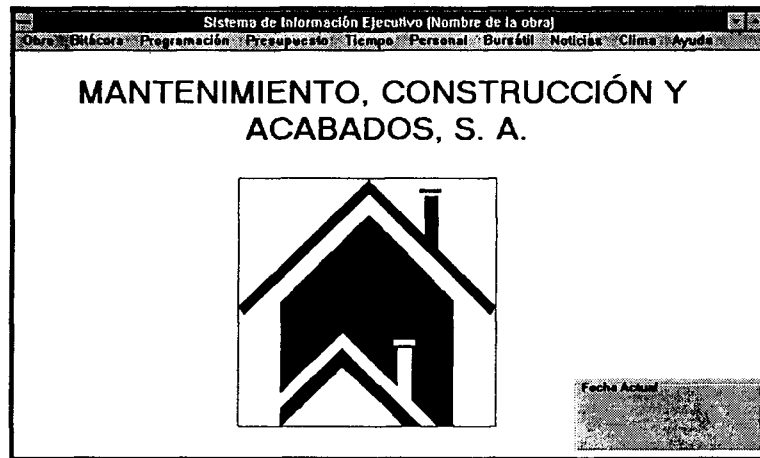 Sistema de Información Ejecutivo (Nombre de la obra)
Obra Bitácora Programación Presupuesto Tiempo Personal Bursátil Noticias Clima Ayuda
MANTENIMIENTO, CONSTRUCCIÓN Y
ACABADOS, S. A.
Fecha Actual